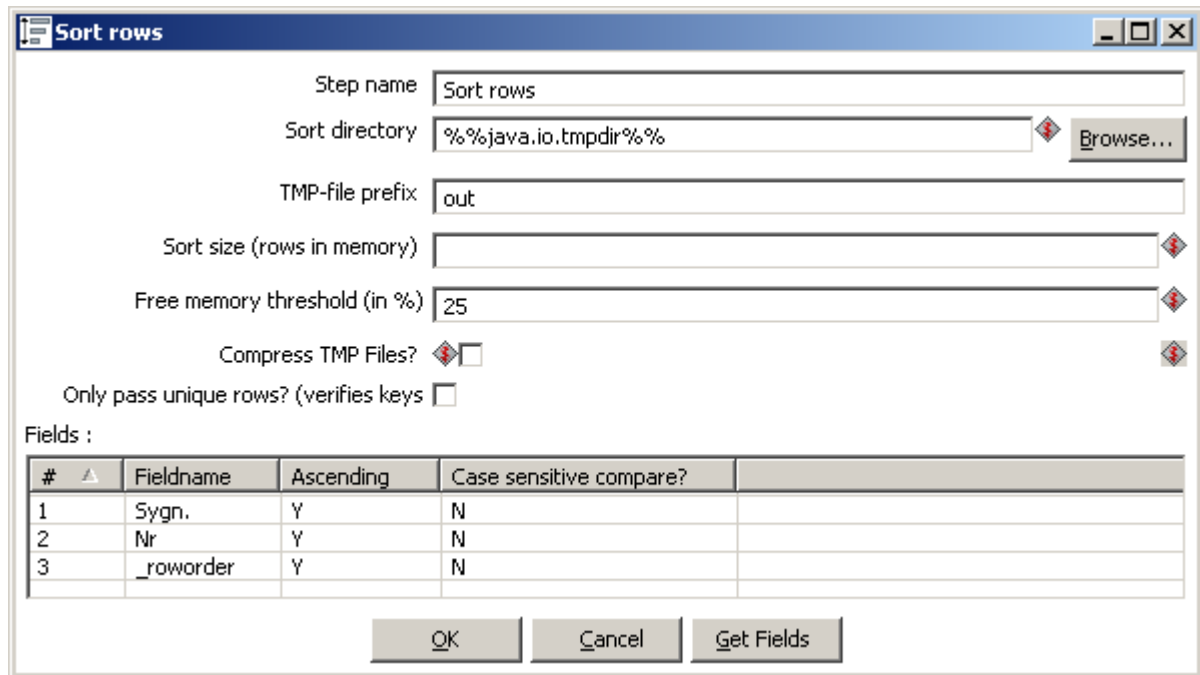 Sort rows
Step name Sort rows
Sort directory %%java.io.tmpdir%% Browse...
TMP-file prefix out
Sort size (rows in memory)
Free memory threshold (in %) 25
Compress TMP Files?
Only pass unique rows? (verifies keys
Fields :
# Fieldname Ascending Case sensitive compare?
1 Sygn. Y N
2 Nr Y N
3 _roworder Y N
OK Cancel Get Fields